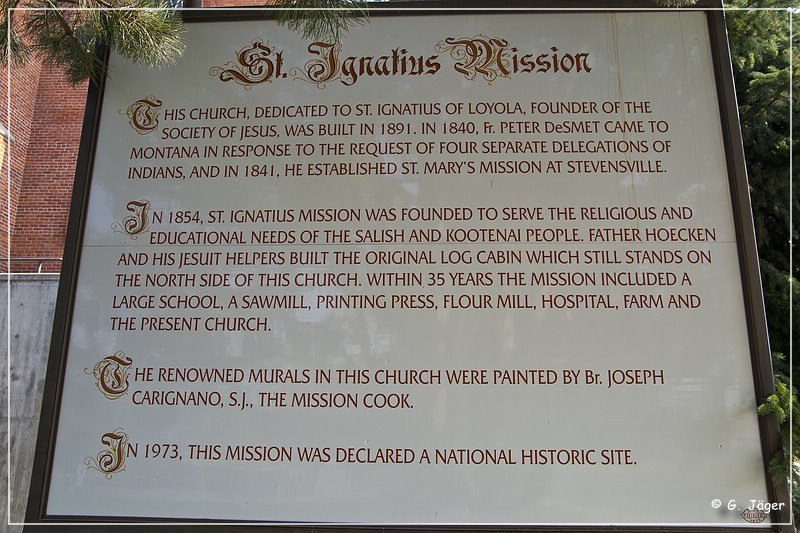 St. Ignatius Mission
THIS CHURCH, DEDICATED TO ST. IGNATIUS OF LOYOLA, FOUNDER OF THE
SOCIETY OF JESUS, WAS BUILT IN 1891. IN 1840, Fr. PETER DeSMET CAME TO
MONTANA IN RESPONSE TO THE REQUEST OF FOUR SEPARATE DELEGATIONS OF
INDIANS, AND IN 1841, HE ESTABLISHED ST. MARY'S MISSION AT STEVENSVILLE.
IN 1854, ST. IGNATIUS MISSION WAS FOUNDED TO SERVE THE RELIGIOUS AND
EDUCATIONAL NEEDS OF THE SALISH AND KOOTENAI PEOPLE. FATHER HOECKEN
AND HIS JESUIT HELPERS BUILT THE ORIGINAL LOG CABIN WHICH STILL STANDS ON
THE NORTH SIDE OF THIS CHURCH. WITHIN 35 YEARS THE MISSION INCLUDED A
LARGE SCHOOL, A SAWMILL, PRINTING PRESS, FLOUR MILL, HOSPITAL, FARM AND
THE PRESENT CHURCH.
THE RENOWNED MURALS IN THIS CHURCH WERE PAINTED BY Br. JOSEPH
CARIGNANO, S.J., THE MISSION COOK.
IN 1973, THIS MISSION WAS DECLARED A NATIONAL HISTORIC SITE.
© G. Jäger